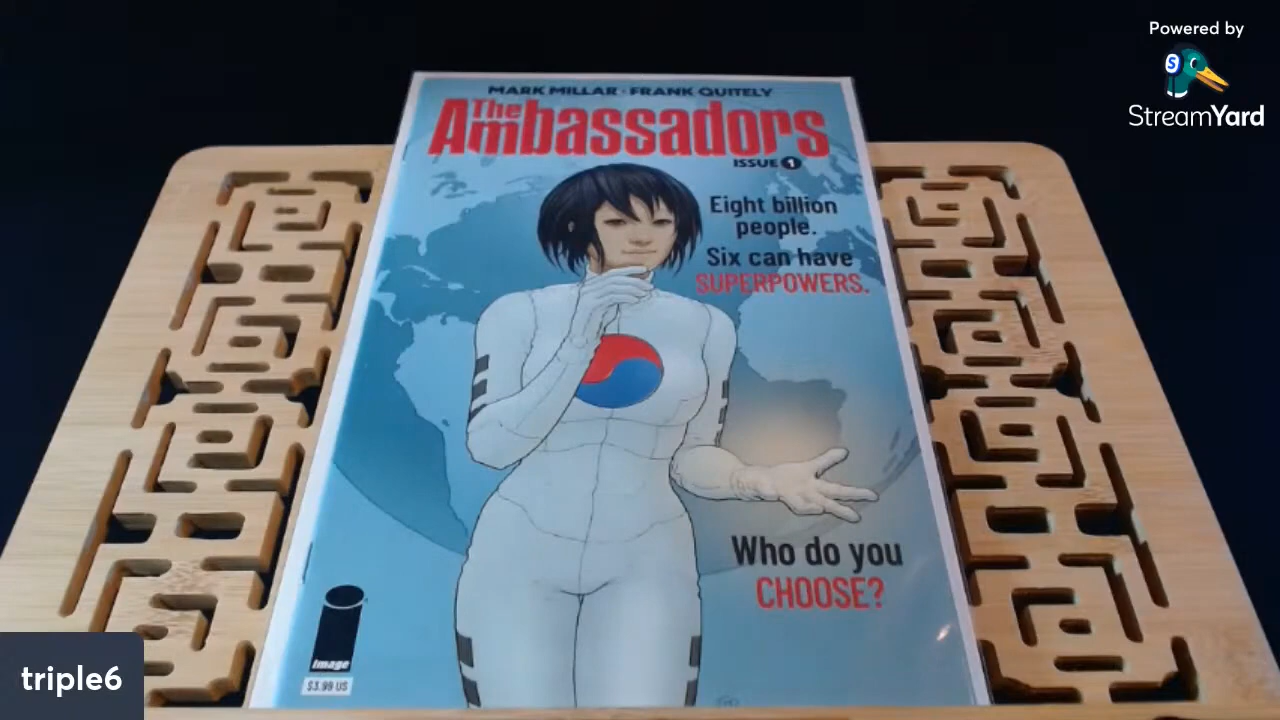 Powered by
StreamYard
MARK MILLAR · FRANK QUITELY
The
Ambassadors
ISSUE 1
Eight billion
people.
Six can have
SUPERPOWERS.
Who do you
CHOOSE?
image
$3.99 US
triple6